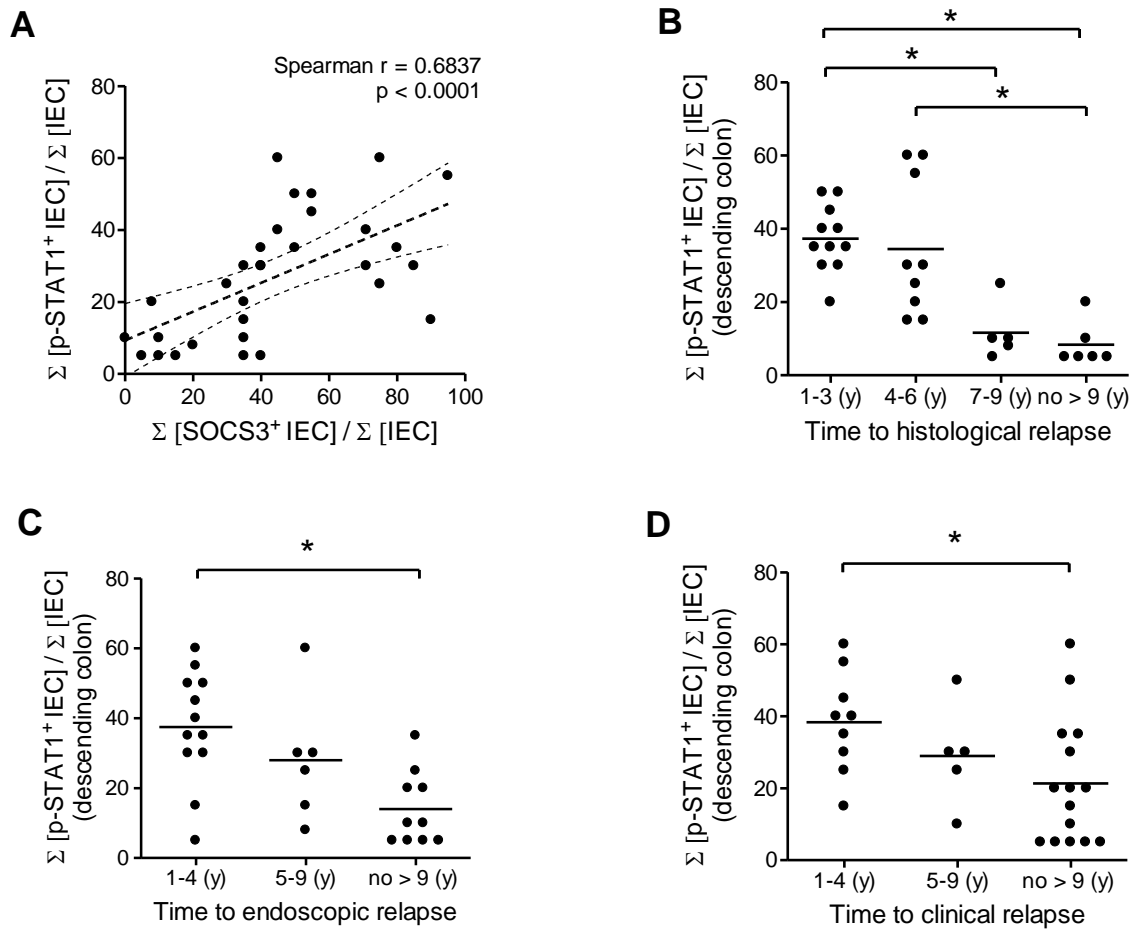 A
Spearman r = 0.6837
p < 0.0001
Σ [p-STAT1+ IEC] / Σ [IEC]
80
60
40
20
0
0 20 40 60 80 100
Σ [SOCS3+ IEC] / Σ [IEC]
B
*
*
*
Σ [p-STAT1+ IEC] / Σ [IEC]
(descending colon)
80
60
40
20
0
1-3 (y) 4-6 (y) 7-9 (y) no > 9 (y)
Time to histological relapse
C
*
Σ [p-STAT1+ IEC] / Σ [IEC]
(descending colon)
80
60
40
20
0
1-4 (y) 5-9 (y) no > 9 (y)
Time to endoscopic relapse
D
*
Σ [p-STAT1+ IEC] / Σ [IEC]
(descending colon)
80
60
40
20
0
1-4 (y) 5-9 (y) no > 9 (y)
Time to clinical relapse